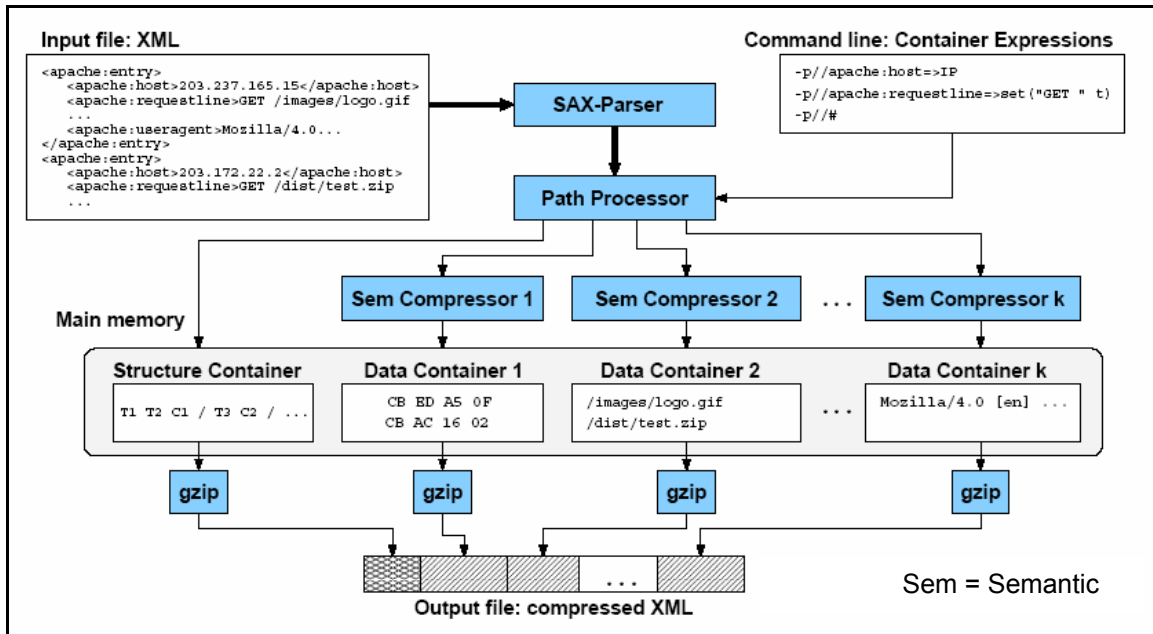 Input file: XML
<apache:entry>
<apache:host>203.237.165.15</apache:host>
<apache:requestline>GET /images/logo.gif
...
<apache:useragent>Mozilla/4.0...
</apache:entry>
<apache:entry>
<apache:host>203.172.22.2</apache:host>
<apache:requestline>GET /dist/test.zip
...
Command line: Container Expressions
-p//apache:host=>IP
-p//apache:requestline=>set("GET " t)
-p//#
SAX-Parser
Path Processor
Sem Compressor 1
Sem Compressor 2
...
Sem Compressor k
Main memory
Structure Container
T1 T2 C1 / T3 C2 / ...
Data Container 1
CB ED A5 0F
CB AC 16 02
Data Container 2
/images/logo.gif
/dist/test.zip
...
Data Container k
Mozilla/4.0 [en] ...
gzip
gzip
gzip
gzip
...
Output file: compressed XML
Sem = Semantic